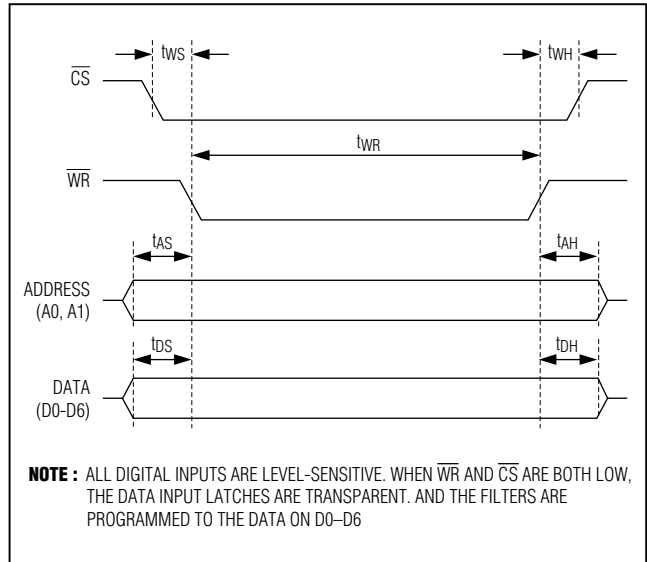 tWS
tWH
CS
tWR
WR
tAS
tAH
ADDRESS
(A0, A1)
tDS
tDH
DATA
(D0-D6)
NOTE : ALL DIGITAL INPUTS ARE LEVEL-SENSITIVE. WHEN WR AND CS ARE BOTH LOW,
THE DATA INPUT LATCHES ARE TRANSPARENT. AND THE FILTERS ARE
PROGRAMMED TO THE DATA ON D0–D6